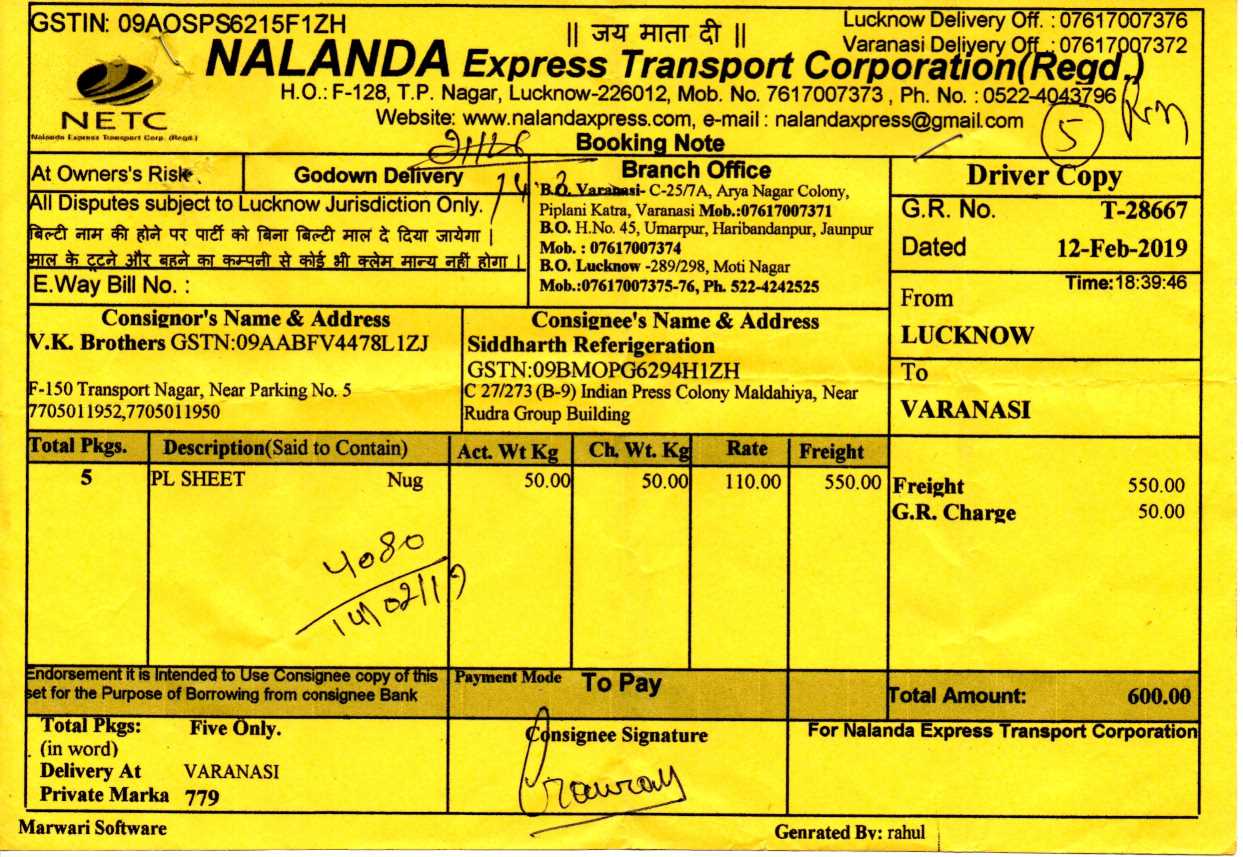 GSTIN: 09AOSPS6215F1ZH
|| जय माता दी ||
Lucknow Delivery Off. : 07617007376
Varanasi Delivery Off. : 07617007372
NALANDA Express Transport Corporation(Regd.)
H.O.: F-128, T.P. Nagar, Lucknow-226012, Mob. No. 7617007373 , Ph. No. : 0522-4043796
NETC
Nalanda Express Transport Corp. (Regd.)
Website: www.nalandaxpress.com, e-mail : nalandaxpress@gmail.com
5
Booking Note
At Owners's Risk.
Godown Delivery
All Disputes subject to Lucknow Jurisdiction Only.
बिल्टी नाम की होने पर पार्टी को बिना बिल्टी माल दे दिया जायेगा |
माल के टूटने और बहने का कम्पनी से कोई भी क्लेम मान्य नहीं होगा |
E.Way Bill No. :
Branch Office
B.O. Varanasi- C-25/7A, Arya Nagar Colony,
Piplani Katra, Varanasi Mob.:07617007371
B.O. H.No. 45, Umarpur, Haribandanpur, Jaunpur
Mob. : 07617007374
B.O. Lucknow -289/298, Moti Nagar
Mob.:07617007375-76, Ph. 522-4242525
Driver Copy
G.R. No. T-28667
Dated 12-Feb-2019
Time:18:39:46
From
LUCKNOW
To
VARANASI
Consignor's Name & Address
V.K. Brothers GSTN:09AABFV4478L1ZJ
F-150 Transport Nagar, Near Parking No. 5
7705011952,7705011950
Consignee's Name & Address
Siddharth Referigeration
GSTN:09BMOPG6294H1ZH
C 27/273 (B-9) Indian Press Colony Maldahiya, Near
Rudra Group Building
Total Pkgs. Description(Said to Contain) Act. Wt Kg Ch. Wt. Kg Rate Freight
5 PL SHEET Nug 50.00 50.00 110.00 550.00
Freight 550.00
G.R. Charge 50.00
4080
14/02/19
Endorsement it is Intended to Use Consignee copy of this
set for the Purpose of Borrowing from consignee Bank
Payment Mode To Pay
Total Amount: 600.00
Total Pkgs: Five Only.
(in word)
Delivery At VARANASI
Private Marka 779
Consignee Signature
For Nalanda Express Transport Corporation
Marwari Software
Genrated By: rahul